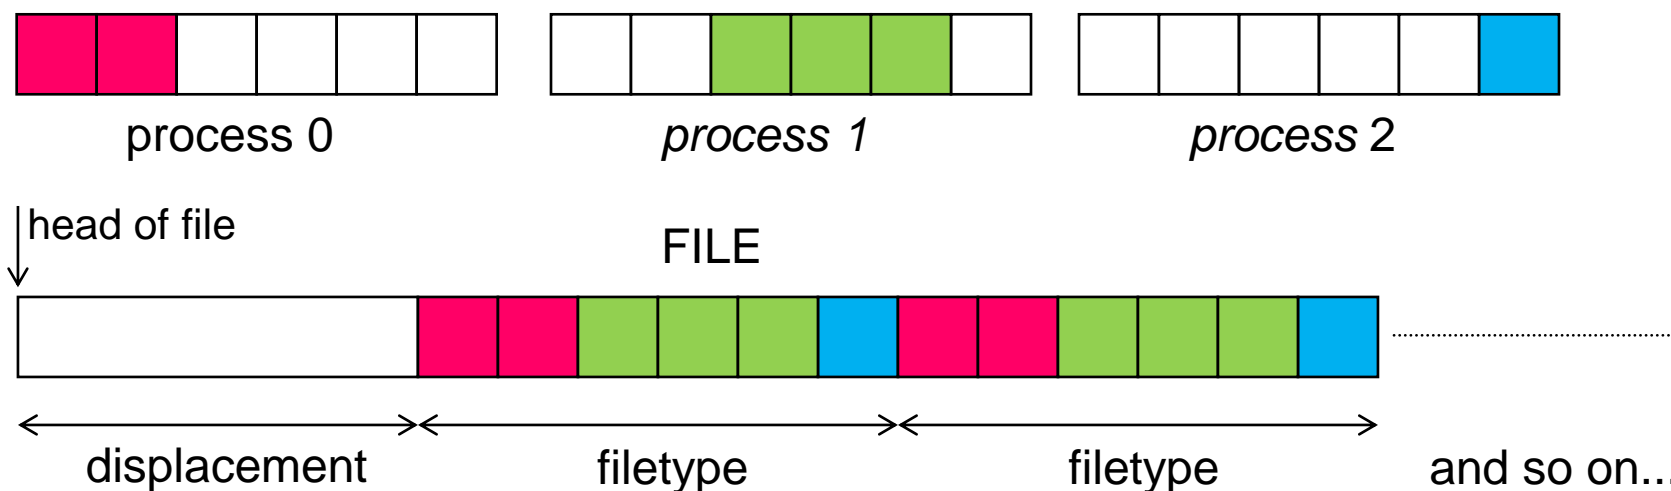 process 0
process 1
process 2
head of file
FILE
displacement
filetype
filetype
and so on...